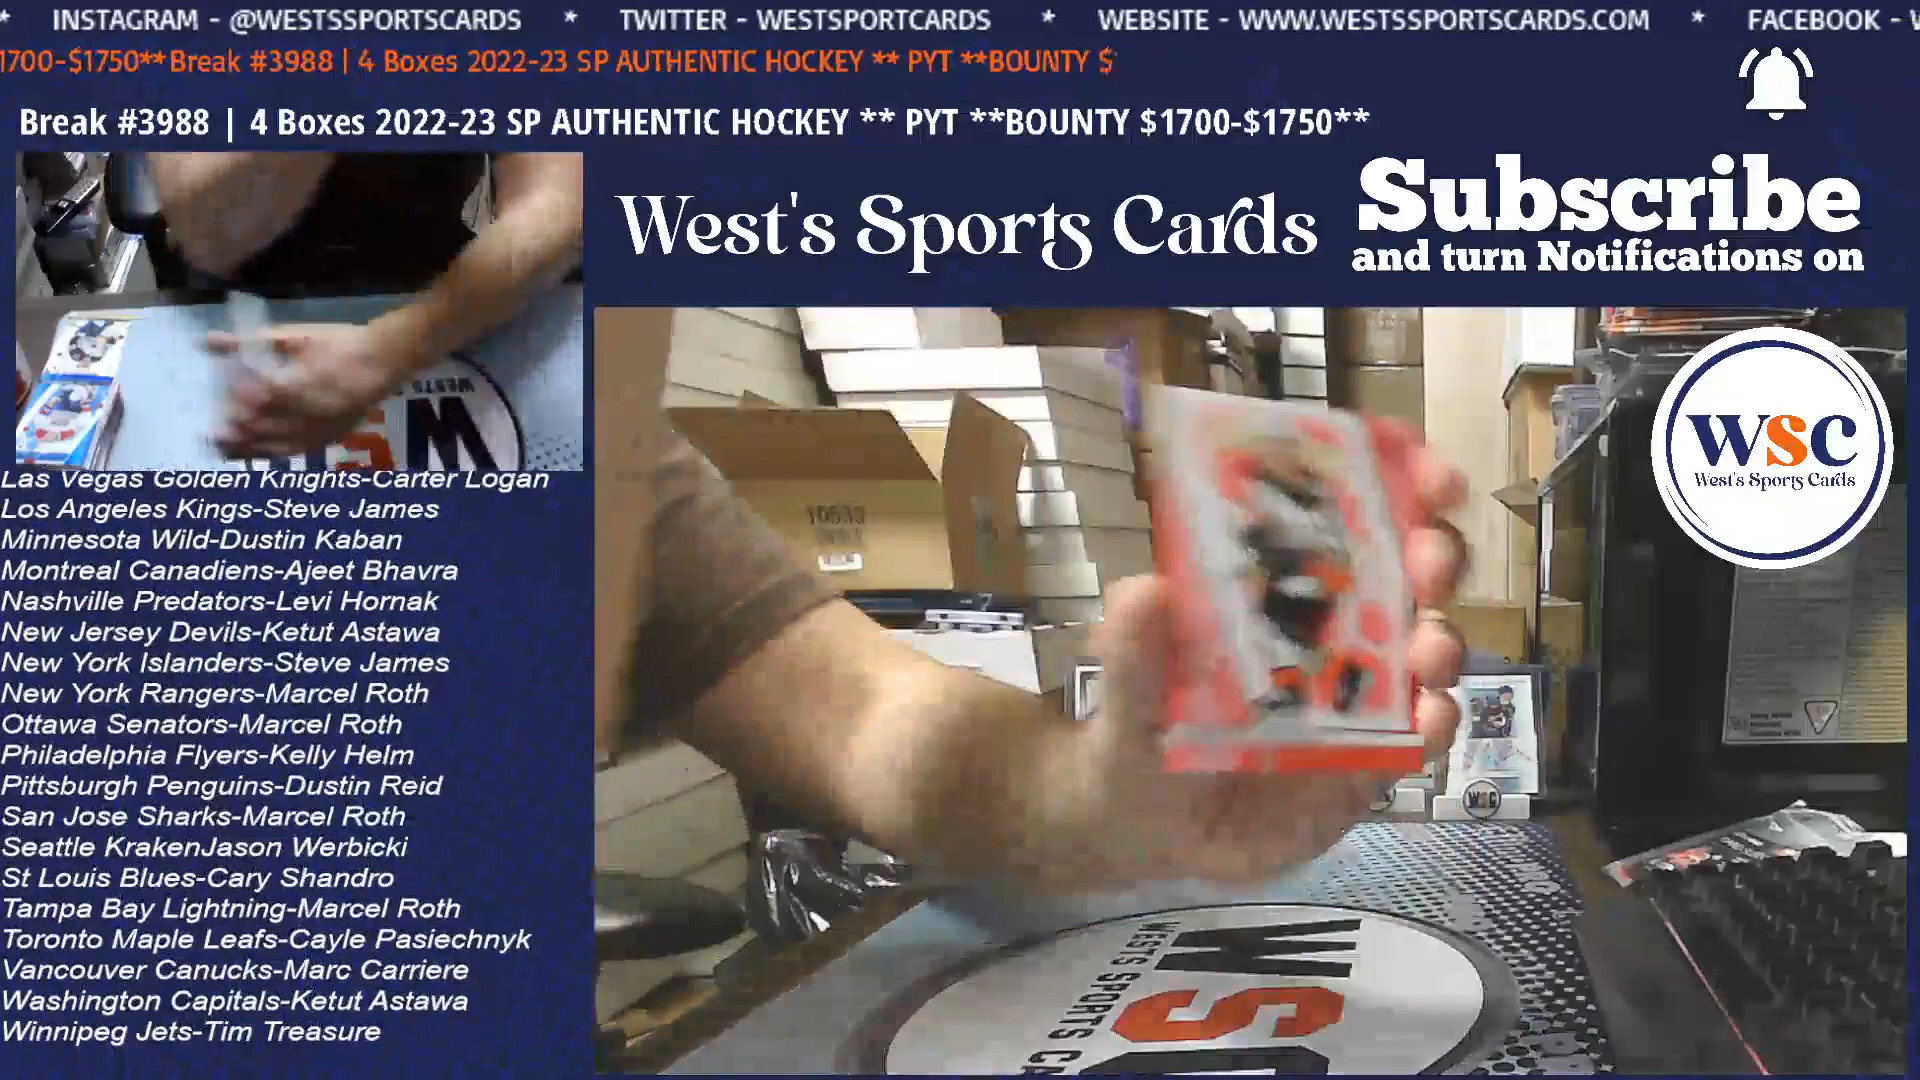 * INSTAGRAM - @WESTSSPORTSCARDS * TWITTER - WESTSPORTCARDS * WEBSITE - WWW.WESTSSPORTSCARDS.COM * FACEBOOK -
1700-$1750**Break #3988 | 4 Boxes 2022-23 SP AUTHENTIC HOCKEY ** PYT **BOUNTY $
Break #3988 | 4 Boxes 2022-23 SP AUTHENTIC HOCKEY ** PYT **BOUNTY $1700-$1750**
West's Sports Cards
Subscribe
and turn Notifications on
WSC
West's Sports Cards
Las Vegas Golden Knights-Carter Logan
Los Angeles Kings-Steve James
Minnesota Wild-Dustin Kaban
Montreal Canadiens-Ajeet Bhavra
Nashville Predators-Levi Hornak
New Jersey Devils-Ketut Astawa
New York Islanders-Steve James
New York Rangers-Marcel Roth
Ottawa Senators-Marcel Roth
Philadelphia Flyers-Kelly Helm
Pittsburgh Penguins-Dustin Reid
San Jose Sharks-Marcel Roth
Seattle KrakenJason Werbicki
St Louis Blues-Cary Shandro
Tampa Bay Lightning-Marcel Roth
Toronto Maple Leafs-Cayle Pasiechnyk
Vancouver Canucks-Marc Carriere
Washington Capitals-Ketut Astawa
Winnipeg Jets-Tim Treasure
WSC
WESTS SPORTS CA